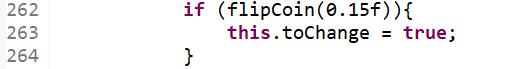 262 if (flipCoin(0.15f)){
263 this.toChange = true;
264 }